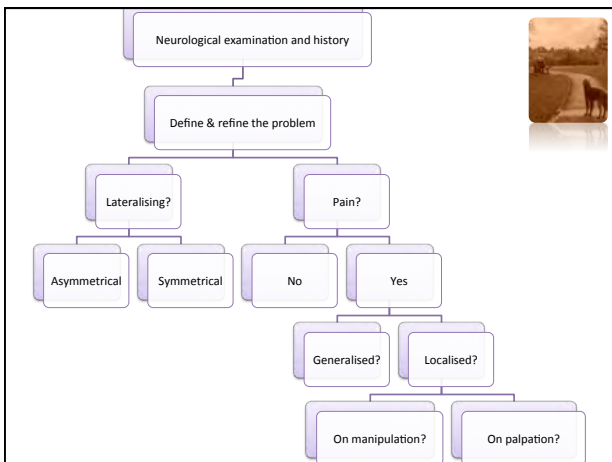 Neurological examination and history
Define & refine the problem
Lateralising?
Pain?
Asymmetrical
Symmetrical
No
Yes
Generalised?
Localised?
On manipulation?
On palpation?